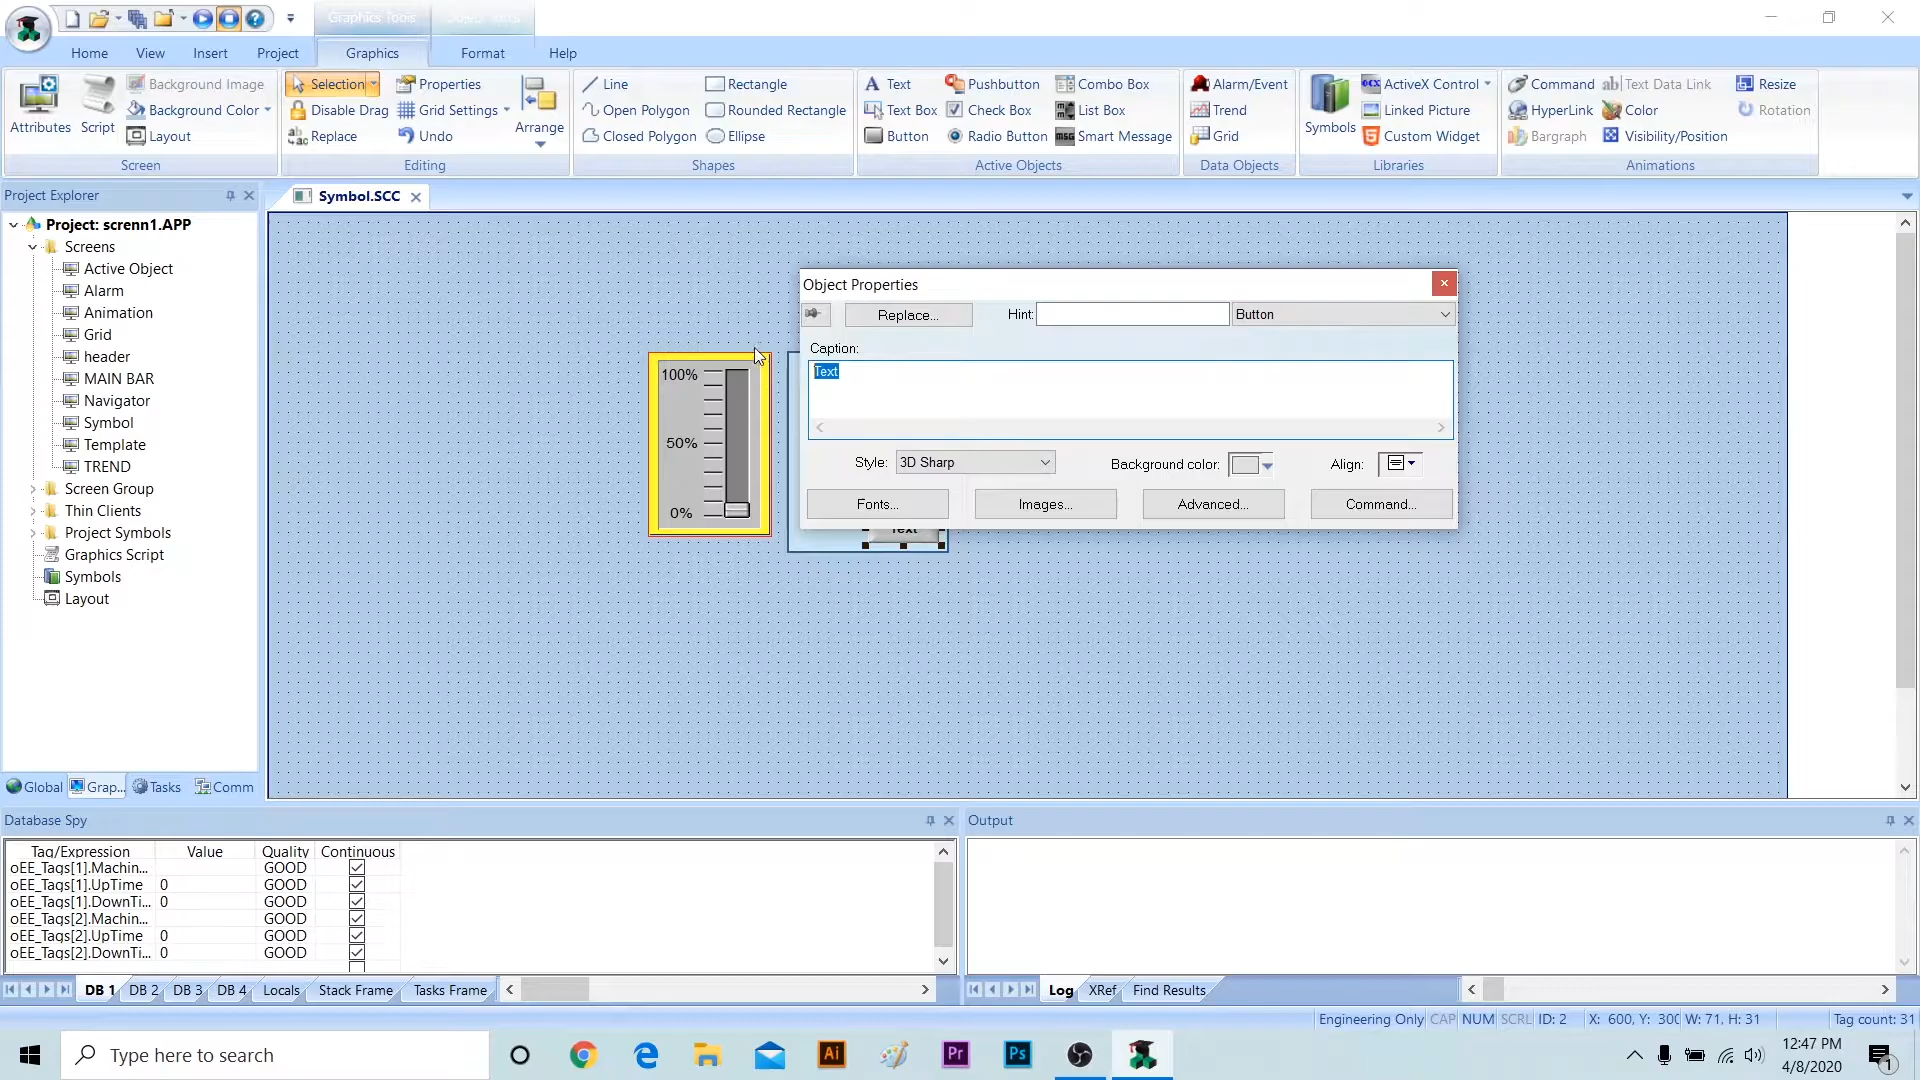 Graphics Tools
Home View Insert Project Graphics Format Help
Attributes Script Background Image Background Color Layout
Screen
Selection Disable Drag Replace Properties Grid Settings Undo Arrange
Editing
Line Open Polygon Closed Polygon Rectangle Rounded Rectangle Ellipse
Shapes
Text Text Box Button Pushbutton Check Box Radio Button Combo Box List Box Smart Message
Active Objects
Alarm/Event Trend Grid
Data Objects
Symbols ActiveX Control Linked Picture Custom Widget
Libraries
Command HyperLink Bargraph Text Data Link Color Visibility/Position Resize Rotation
Animations
Project Explorer
Project: screnn1.APP
Screens
Active Object
Alarm
Animation
Grid
header
MAIN BAR
Navigator
Symbol
Template
TREND
Screen Group
Thin Clients
Project Symbols
Graphics Script
Symbols
Layout
Global Grap... Tasks Comm
Symbol.SCC
100%
50%
0%
Text
Object Properties
Replace... Hint: Button
Caption:
Text
Style: 3D Sharp Background color: Align:
Fonts... Images... Advanced... Command...
Database Spy
Tag/Expression Value Quality Continuous
oEE_Tags[1].Machin... GOOD
oEE_Tags[1].UpTime 0 GOOD
oEE_Tags[1].DownTi... 0 GOOD
oEE_Tags[2].Machin... GOOD
oEE_Tags[2].UpTime 0 GOOD
oEE_Tags[2].DownTi... 0 GOOD
DB 1 DB 2 DB 3 DB 4 Locals Stack Frame Tasks Frame
Output
Log XRef Find Results
Engineering Only CAP NUM SCRL ID: 2 X: 600, Y: 300 W: 71, H: 31 Tag count: 31
Type here to search
Ai Pr Ps
12:47 PM
4/8/2020
1